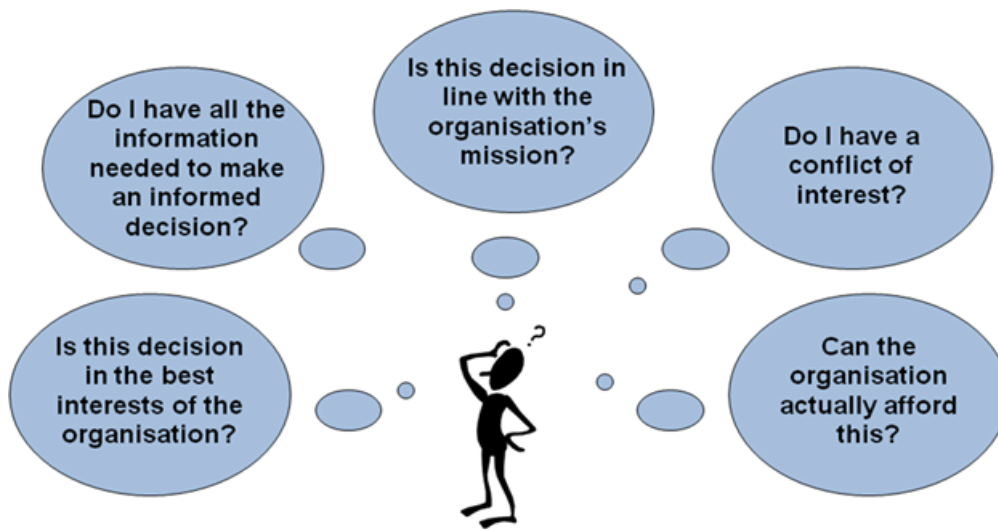 Is this decision in
line with the
organisation's
mission?
Do I have all the
information
needed to make
an informed
decision?
Do I have a
conflict of
interest?
Is this decision
in the best
interests of the
organisation?
Can the
organisation
actually afford
this?
?